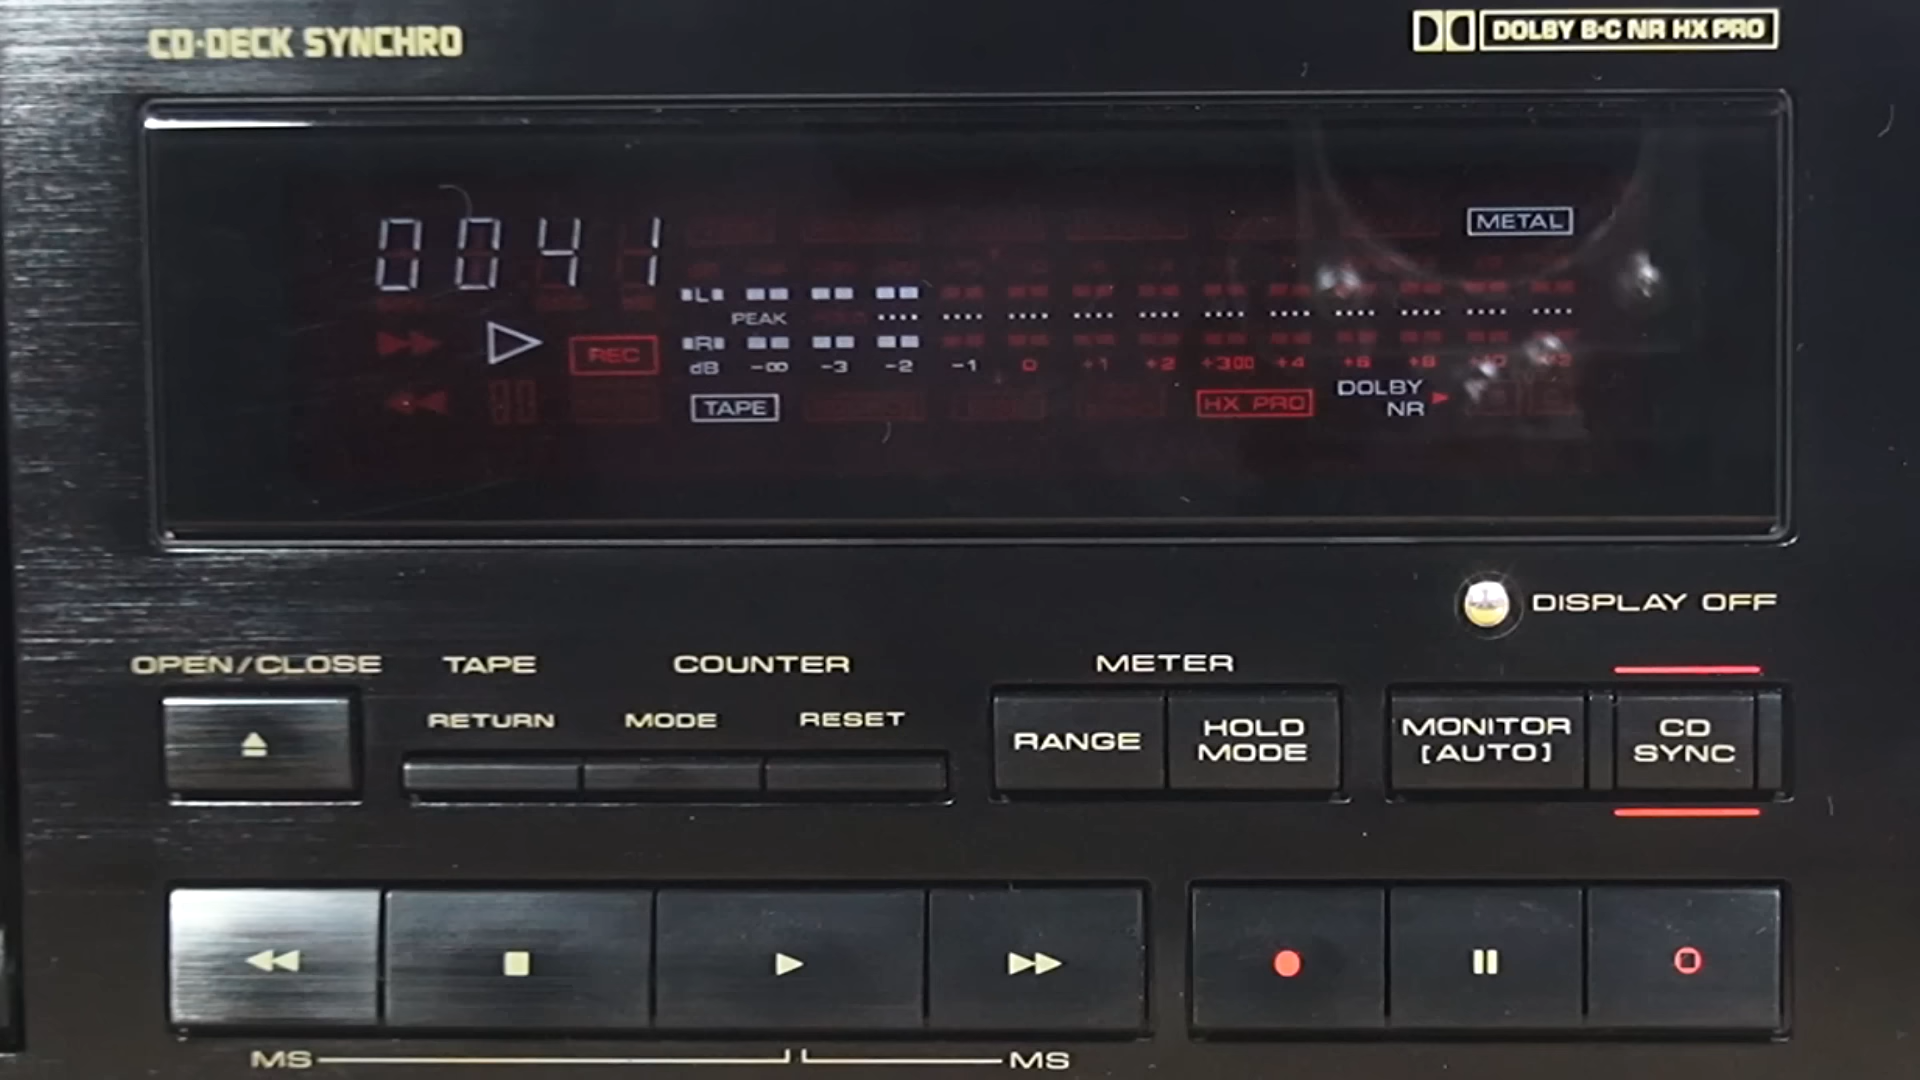 CD·DECK SYNCHRO
DOLBY B·C NR HX PRO
0041
METAL
L
PEAK
REC
R
dB -∞ -3 -2 -1 0 +1 +2 +3 +4 +6 +8
TAPE
HX PRO
DOLBY
NR
DISPLAY OFF
OPEN/CLOSE
TAPE
COUNTER
METER
RETURN
MODE
RESET
RANGE
HOLD
MODE
MONITOR
[AUTO]
CD
SYNC
MS
MS